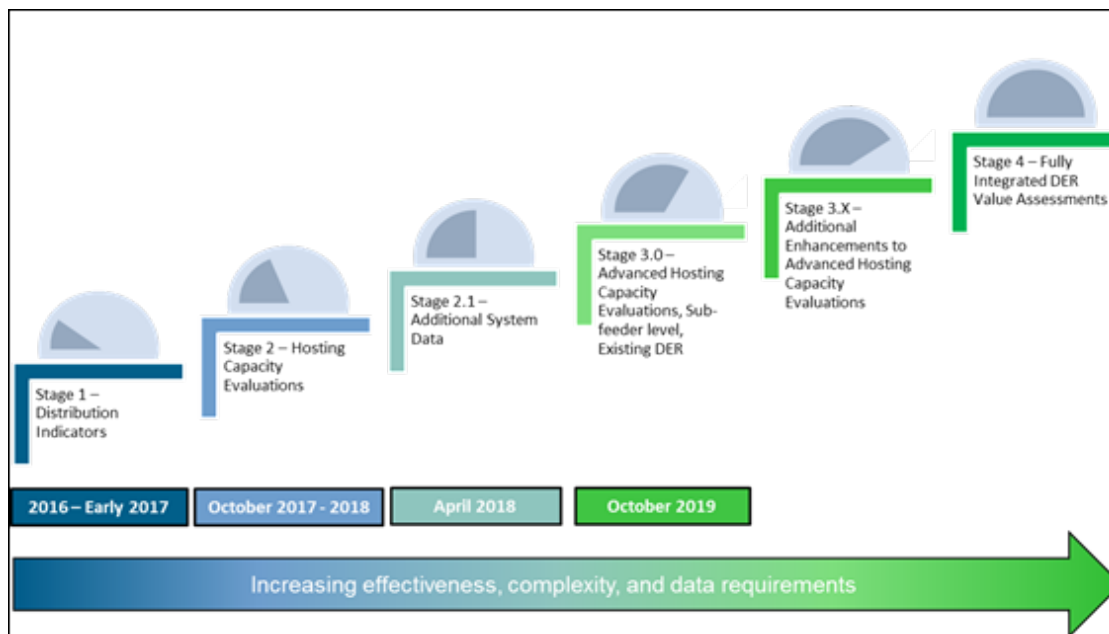 Stage 1 – 
Distribution
Indicators
Stage 2 – Hosting
Capacity
Evaluations
Stage 2.1 –
Additional System
Data
Stage 3.0 –
Advanced Hosting
Capacity
Evaluations, Sub-
feeder level,
Existing DER
Stage 3.X –
Additional
Enhancements to
Advanced Hosting
Capacity
Evaluations
Stage 4 – Fully
Integrated DER
Value Assessments
2016 – Early 2017
October 2017 - 2018
April 2018
October 2019
Increasing effectiveness, complexity, and data requirements